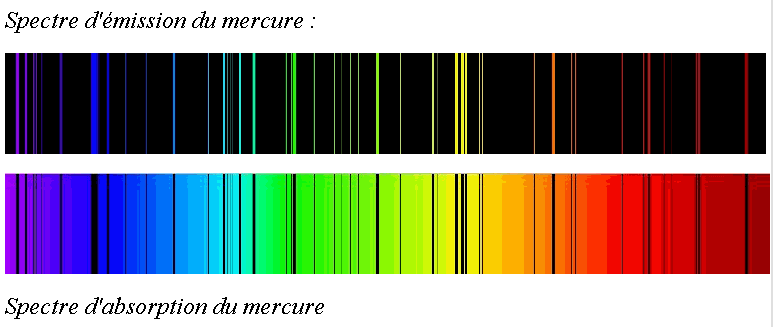 Spectre d'émission du mercure :
Spectre d'absorption du mercure